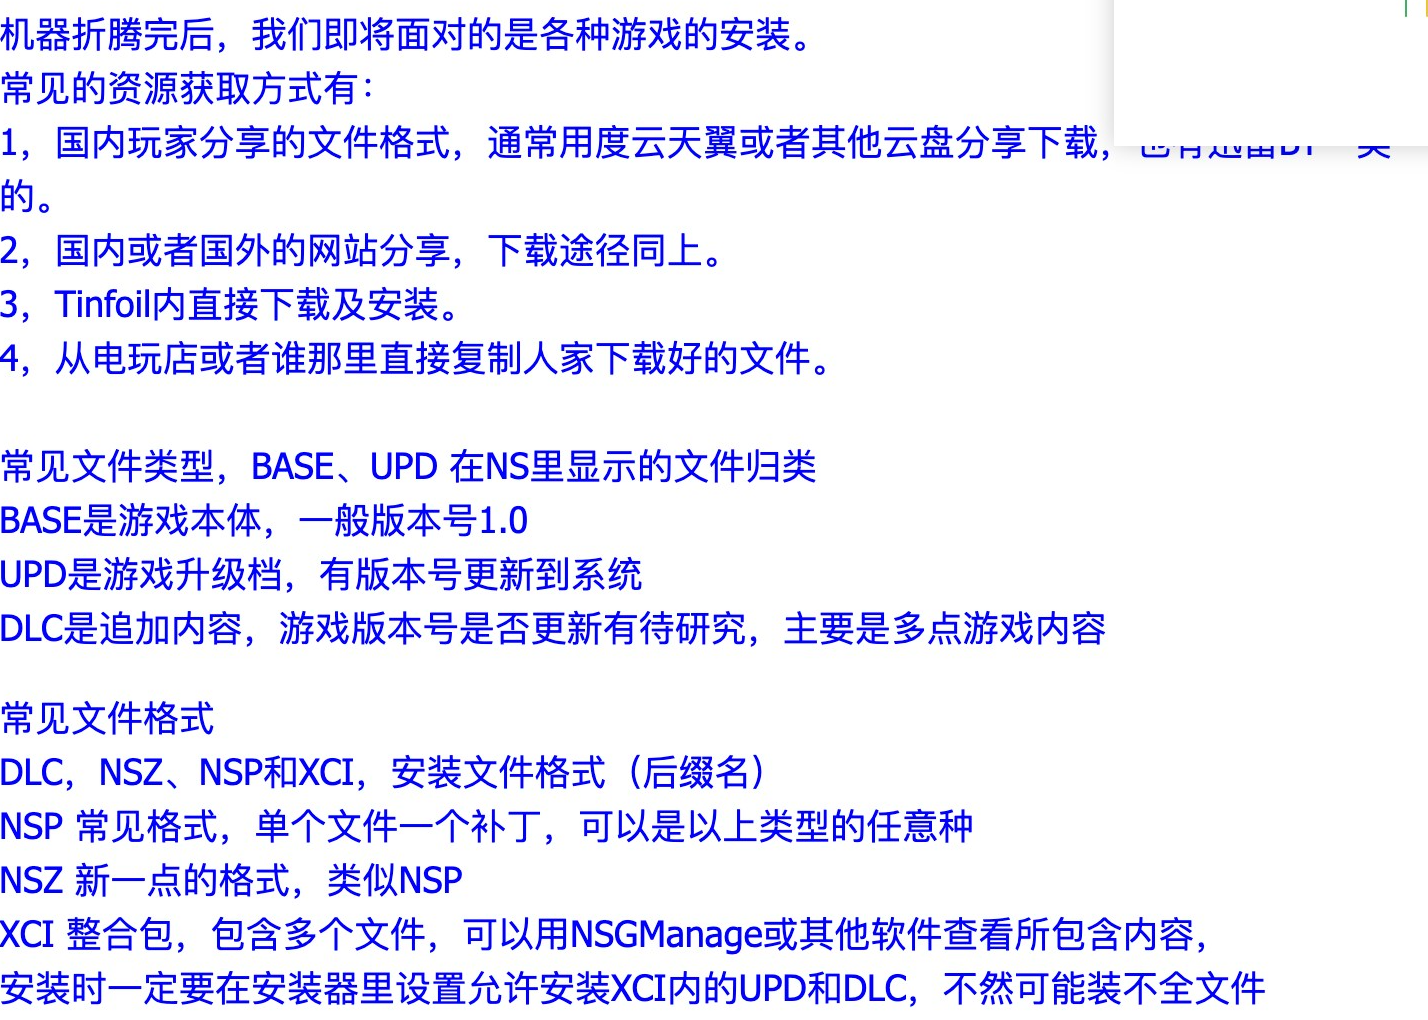 机器折腾完后，我们即将面对的是各种游戏的安装。
常见的资源获取方式有：
1，国内玩家分享的文件格式，通常用度云天翼或者其他云盘分享下载，
的。
2，国内或者国外的网站分享，下载途径同上。
3，Tinfoil内直接下载及安装。
4，从电玩店或者谁那里直接复制人家下载好的文件。
常见文件类型，BASE、UPD 在NS里显示的文件归类
BASE是游戏本体，一般版本号1.0
UPD是游戏升级档，有版本号更新到系统
DLC是追加内容，游戏版本号是否更新有待研究，主要是多点游戏内容
常见文件格式
DLC，NSZ、NSP和XCI，安装文件格式（后缀名）
NSP 常见格式，单个文件一个补丁，可以是以上类型的任意种
NSZ 新一点的格式，类似NSP
XCI 整合包，包含多个文件，可以用NSGManage或其他软件查看所包含内容，
安装时一定要在安装器里设置允许安装XCI内的UPD和DLC，不然可能装不全文件